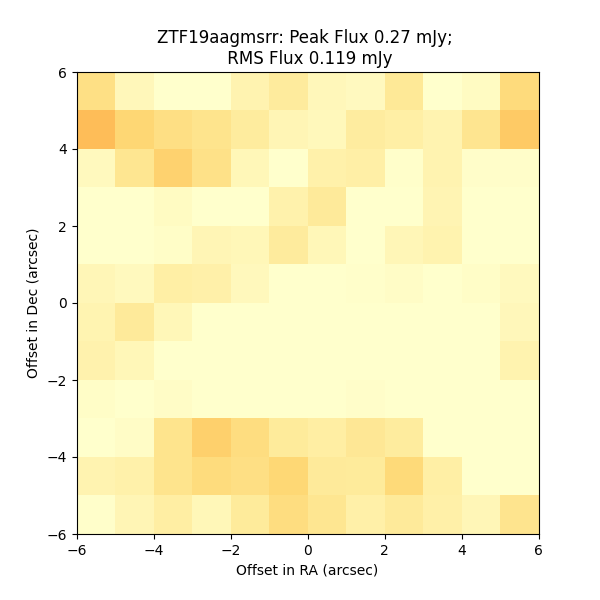 ZTF19aagmsrr: Peak Flux 0.27 mJy;
RMS Flux 0.119 mJy
6
4
2
0
−2
−4
−6
Offset in Dec (arcsec)
−6 −4 −2 0 2 4 6
Offset in RA (arcsec)